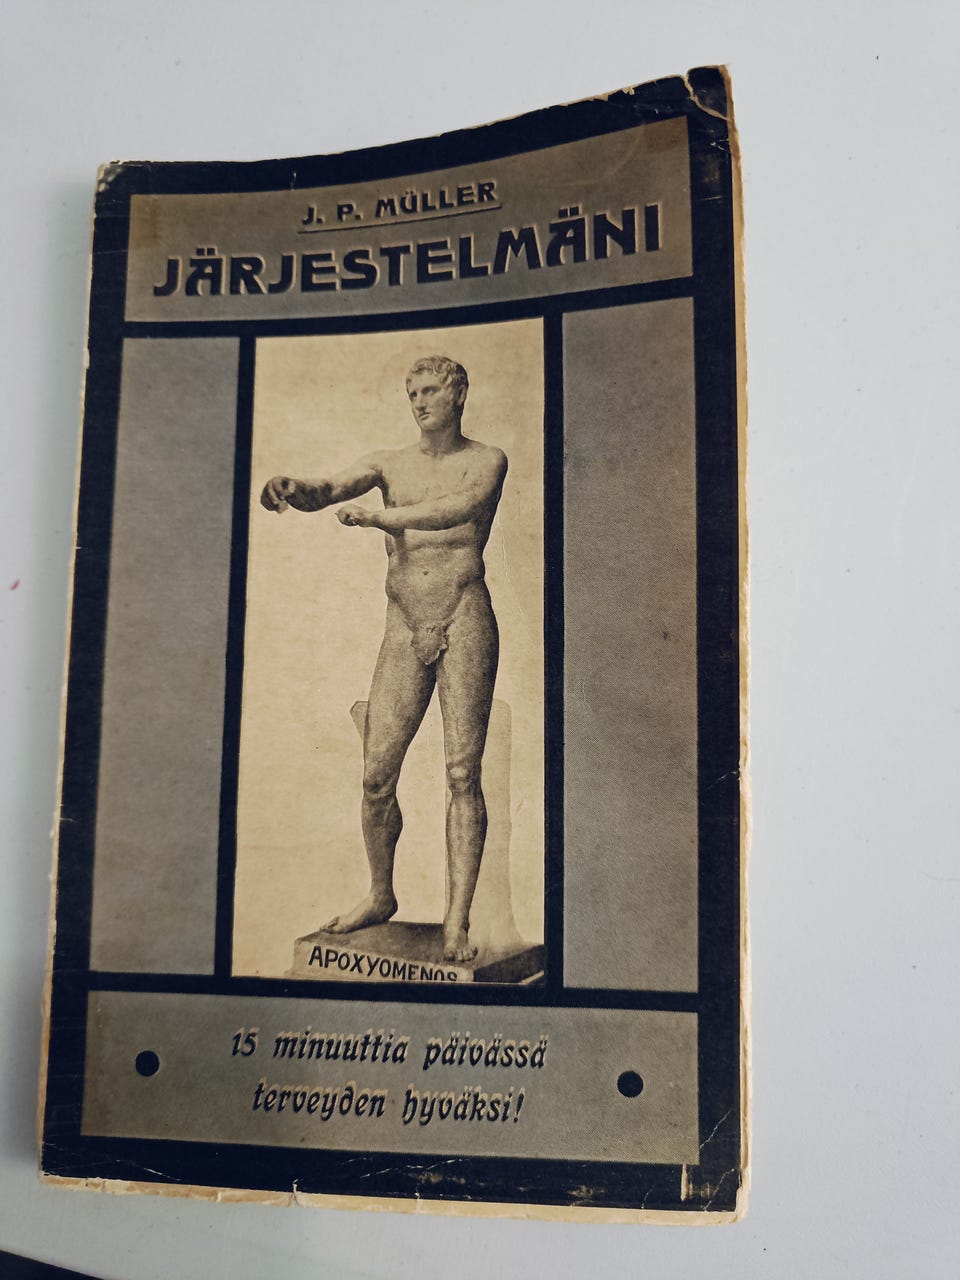 J. P. MÜLLER
JÄRJESTELMÄNI
APOXYOMENOS
15 minuuttia päivässä
terveyden hyväksi!